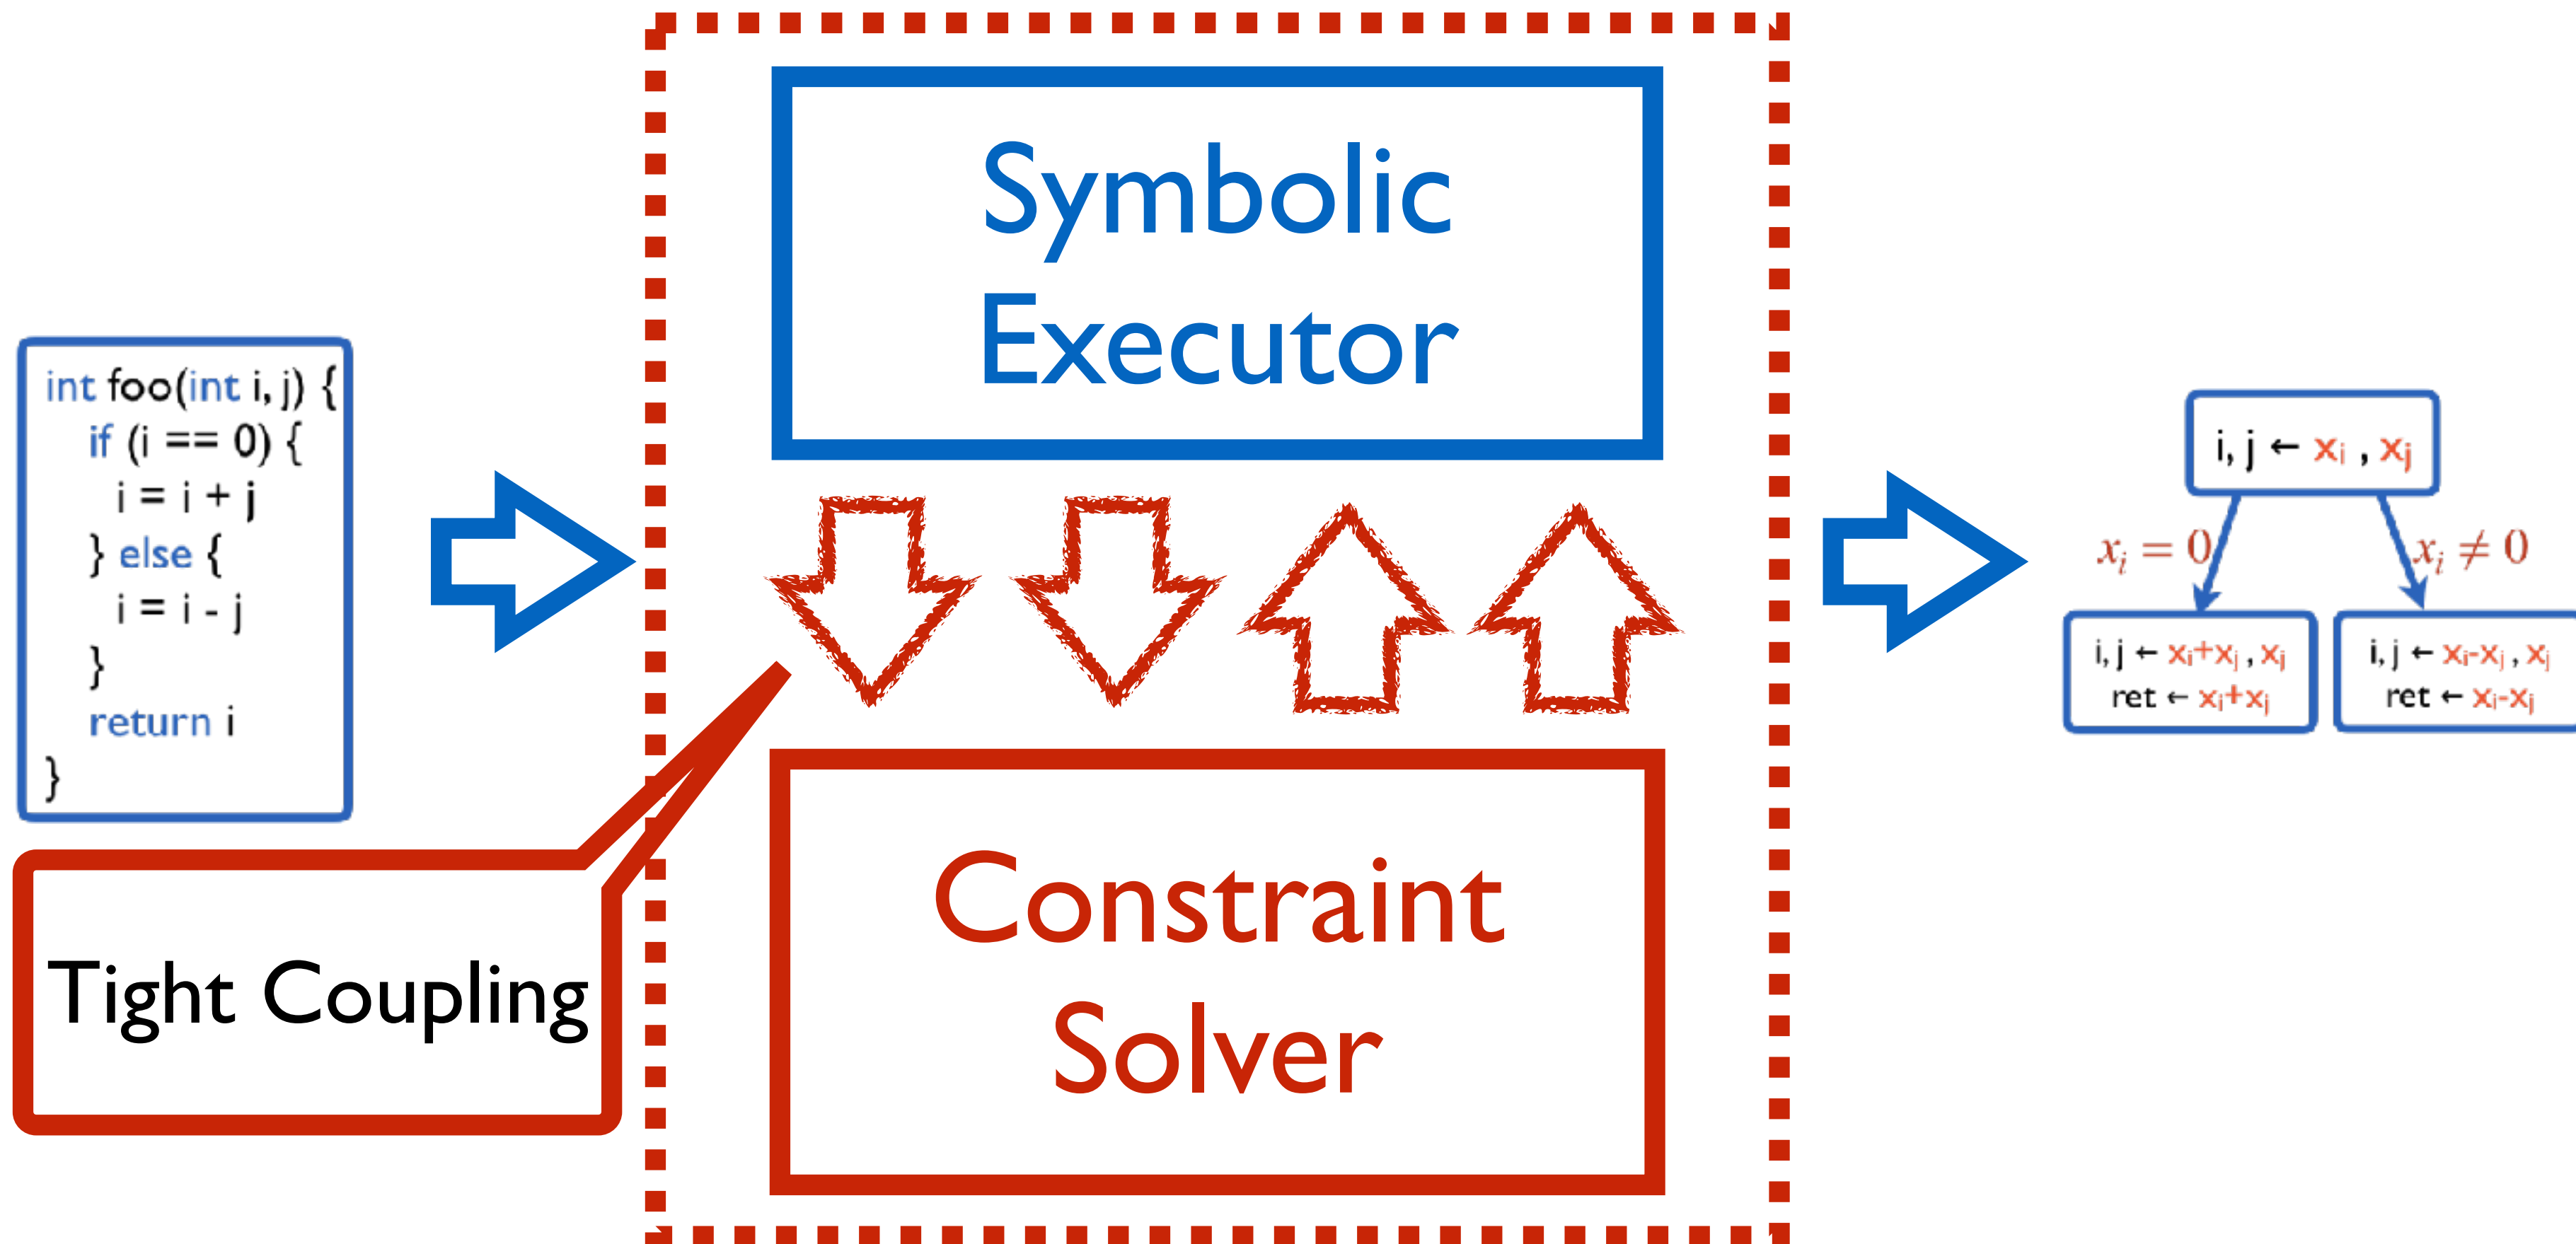 int foo(int i, j) {
if (i == 0) {
i = i + j
} else {
i = i - j
}
return i
}
Tight Coupling
Symbolic
Executor
Constraint
Solver
i, j ← xᵢ , xⱼ
xᵢ = 0
xᵢ ≠ 0
i, j ← xᵢ+xⱼ , xⱼ
ret ← xᵢ+xⱼ
i, j ← xᵢ-xⱼ , xⱼ
ret ← xᵢ-xⱼ